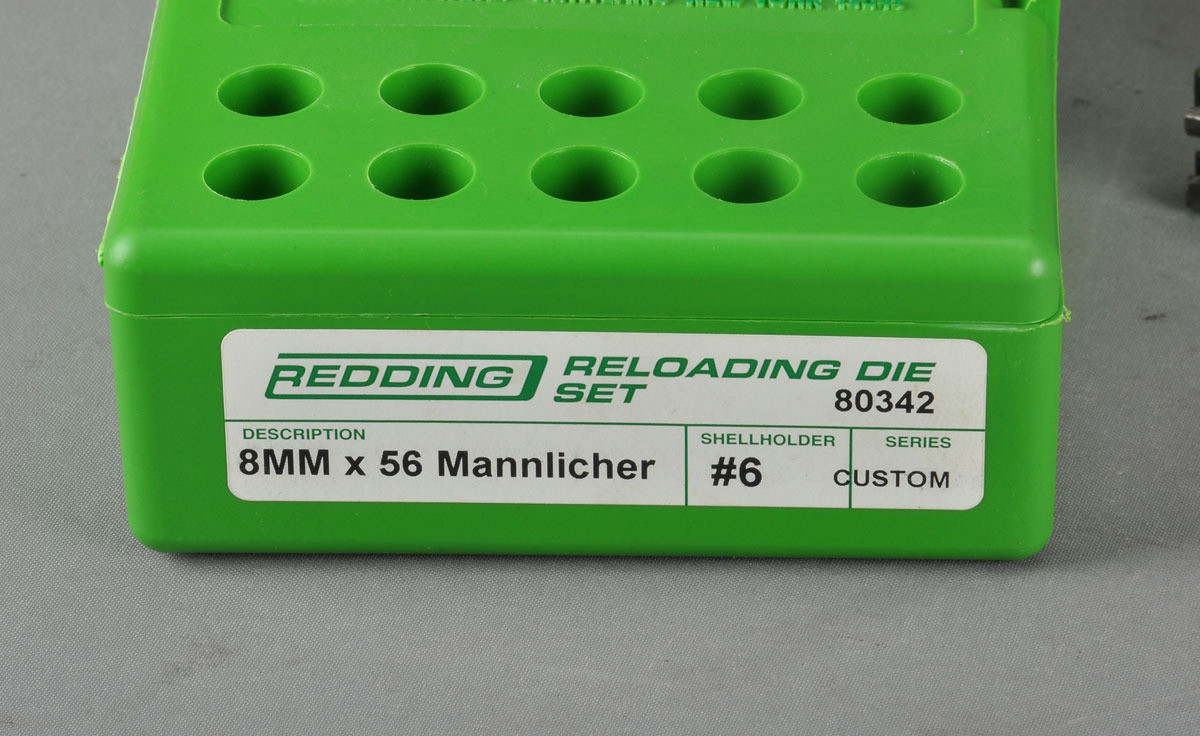 REDDING RELOADING DIE
SET 80342
DESCRIPTION SHELLHOLDER SERIES
8MM x 56 Mannlicher #6 CUSTOM